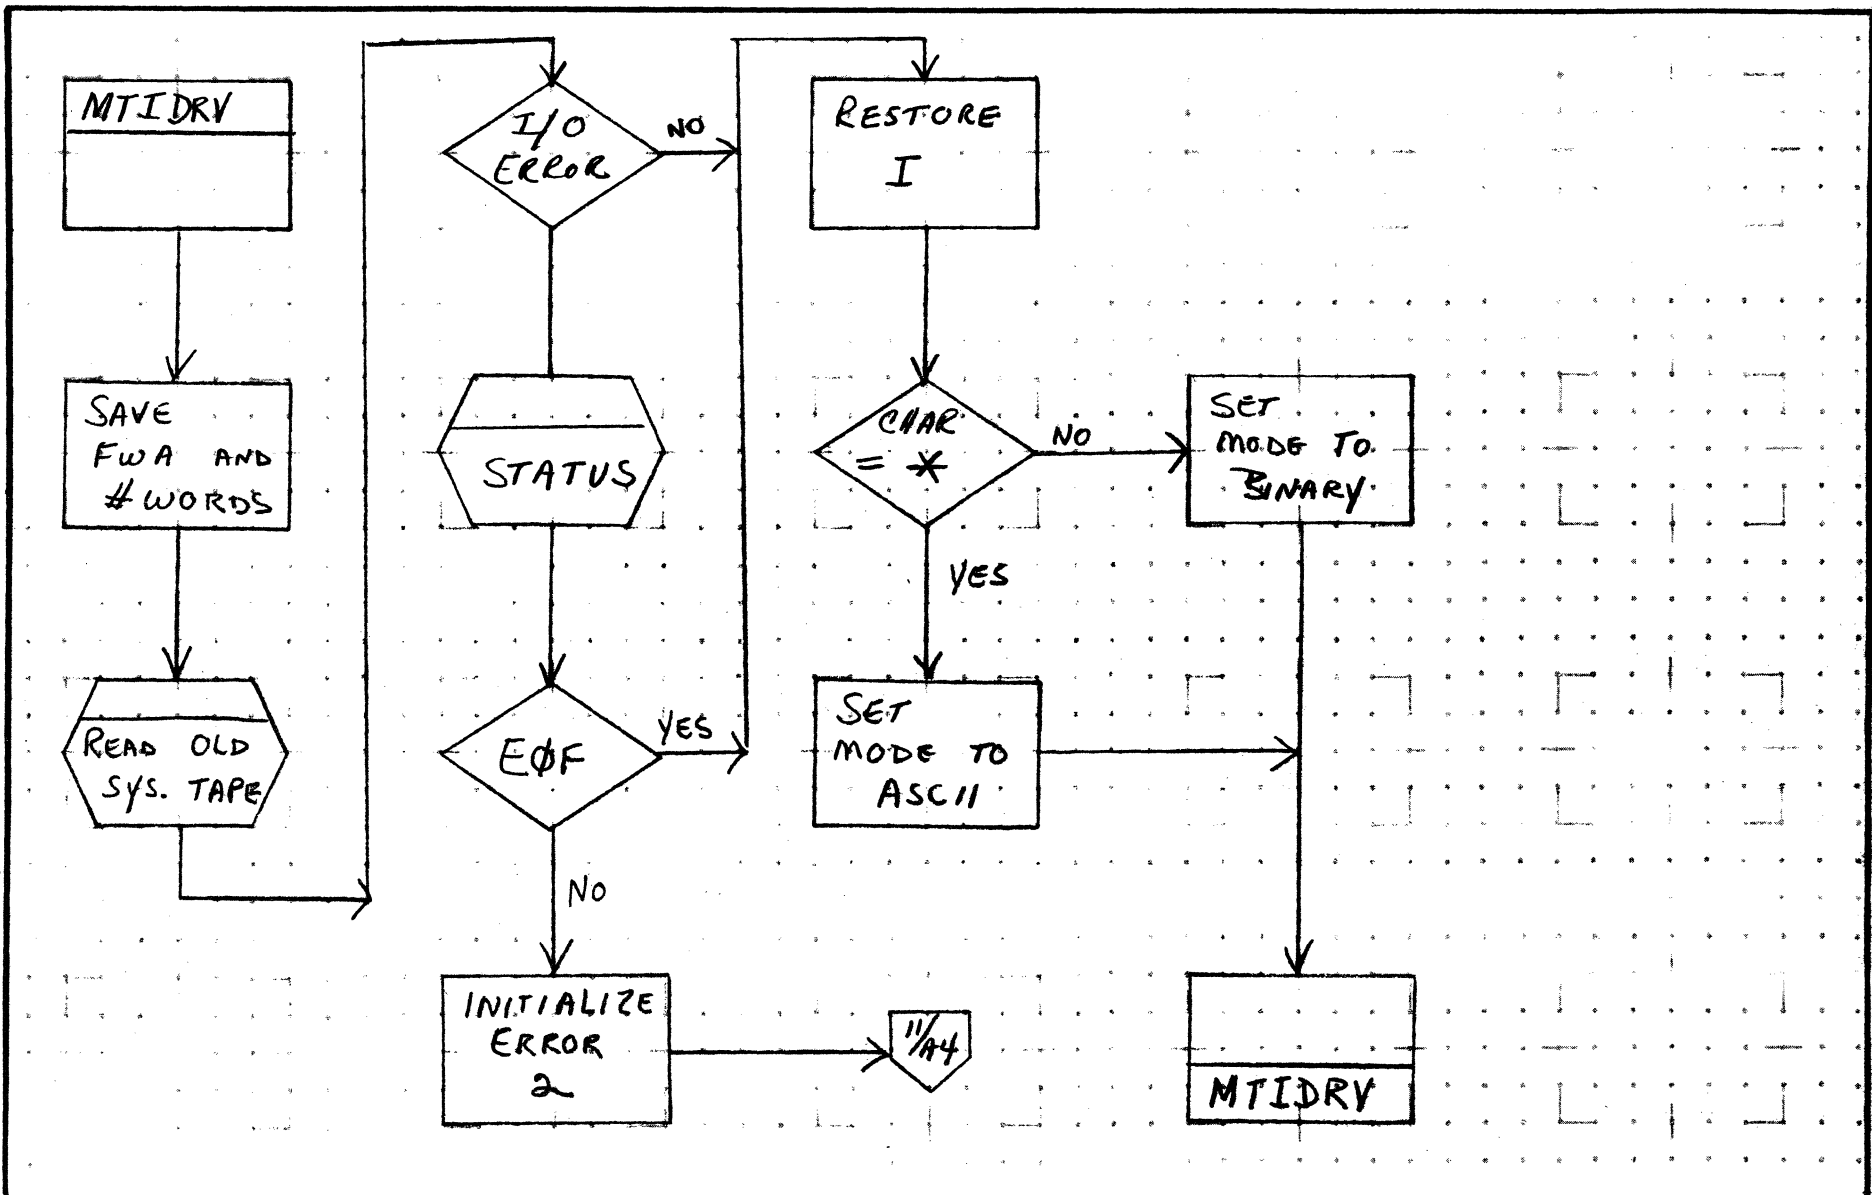 MTIDRV
SAVE
FWA AND
#WORDS
READ OLD
SYS. TAPE
I/O
ERROR
NO
STATUS
EØF
YES
NO
INITIALIZE
ERROR
2
11/A4
RESTORE
I
CHAR
= *
NO
YES
SET
MODE TO
ASCII
SET
MODE TO
BINARY
MTIDRV